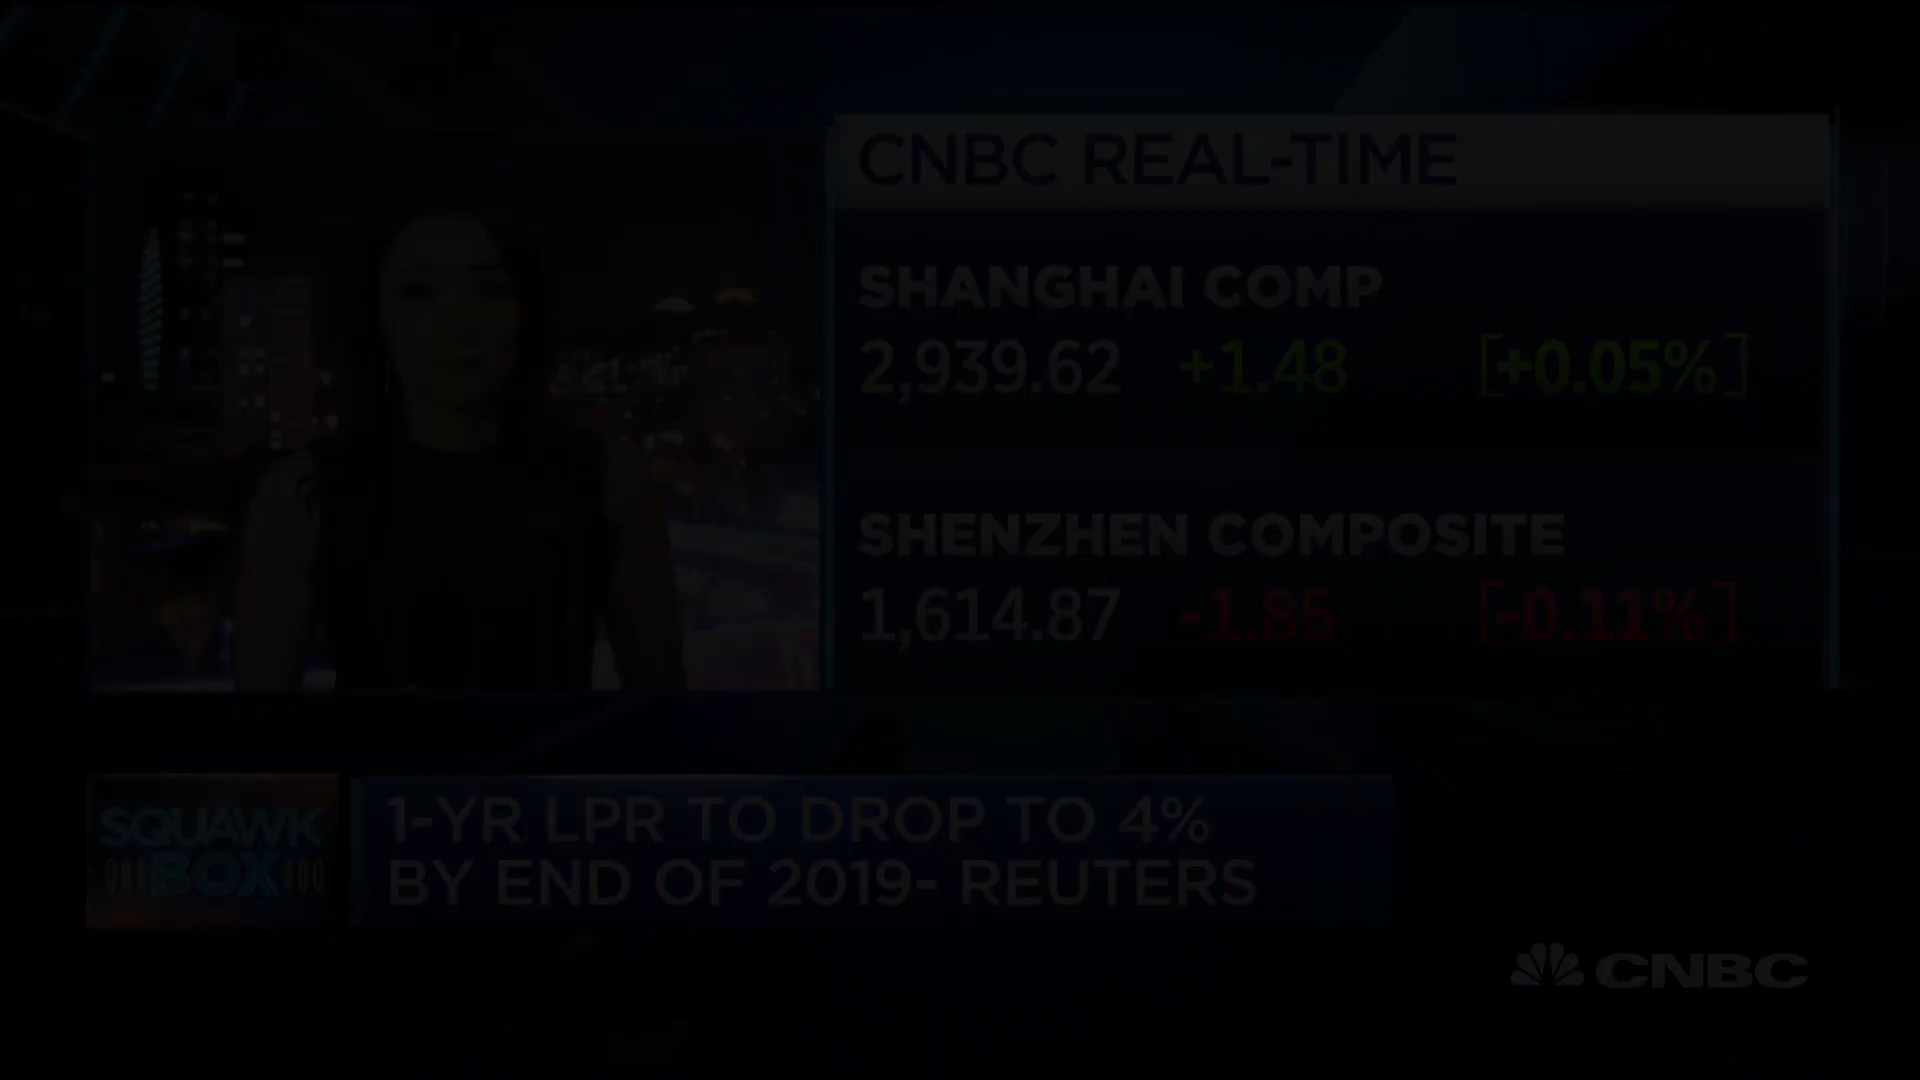 CNBC REAL-TIME
SHANGHAI COMP
2,939.62 +1.48 [+0.05%]
SHENZHEN COMPOSITE
1,614.87 -1.85 [-0.11%]
SQUAWK
BOX
1-YR LPR TO DROP TO 4%
BY END OF 2019- REUTERS
CNBC